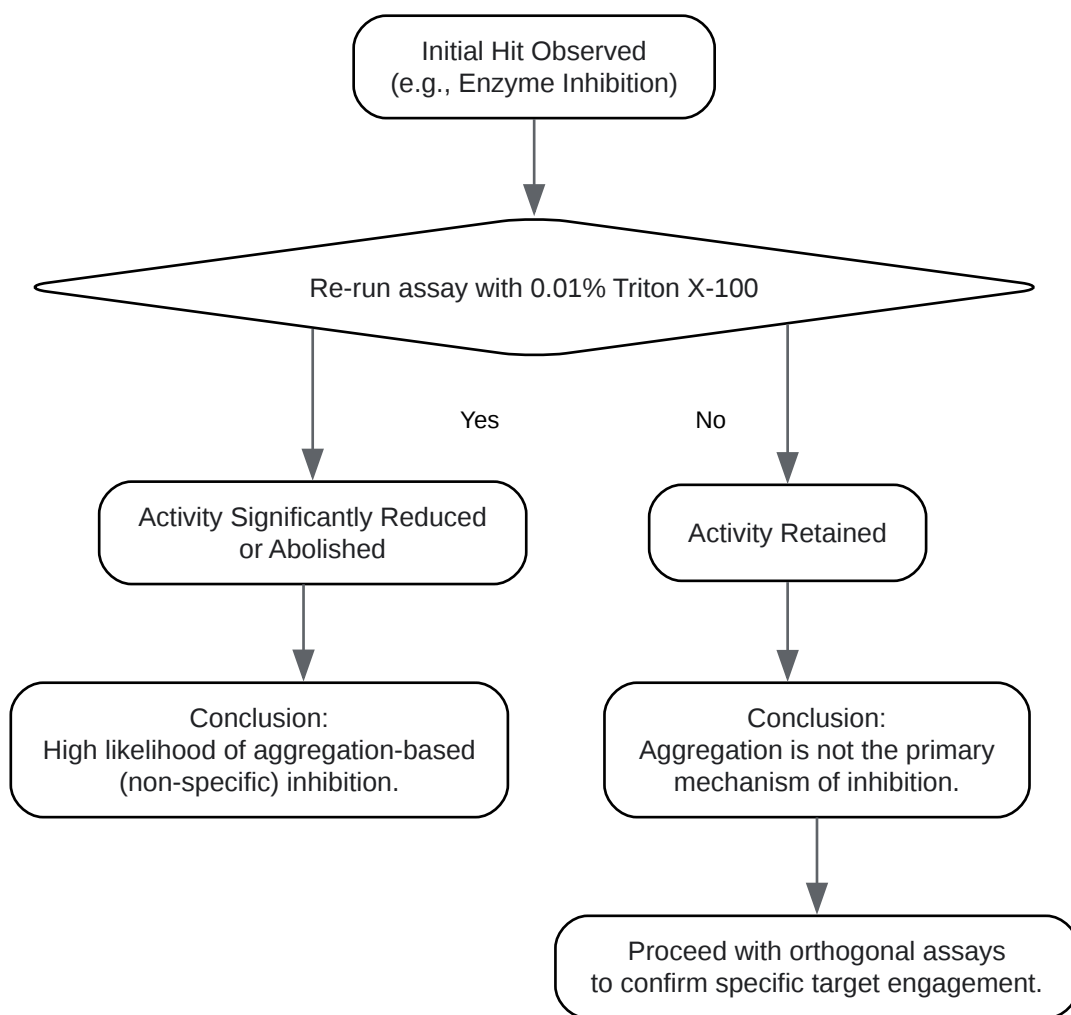 Initial Hit Observed
(e.g., Enzyme Inhibition)
Re-run assay with 0.01% Triton X-100
Yes
No
Activity Significantly Reduced
or Abolished
Activity Retained
Conclusion:
High likelihood of aggregation-based
(non-specific) inhibition.
Conclusion:
Aggregation is not the primary
mechanism of inhibition.
Proceed with orthogonal assays
to confirm specific target engagement.